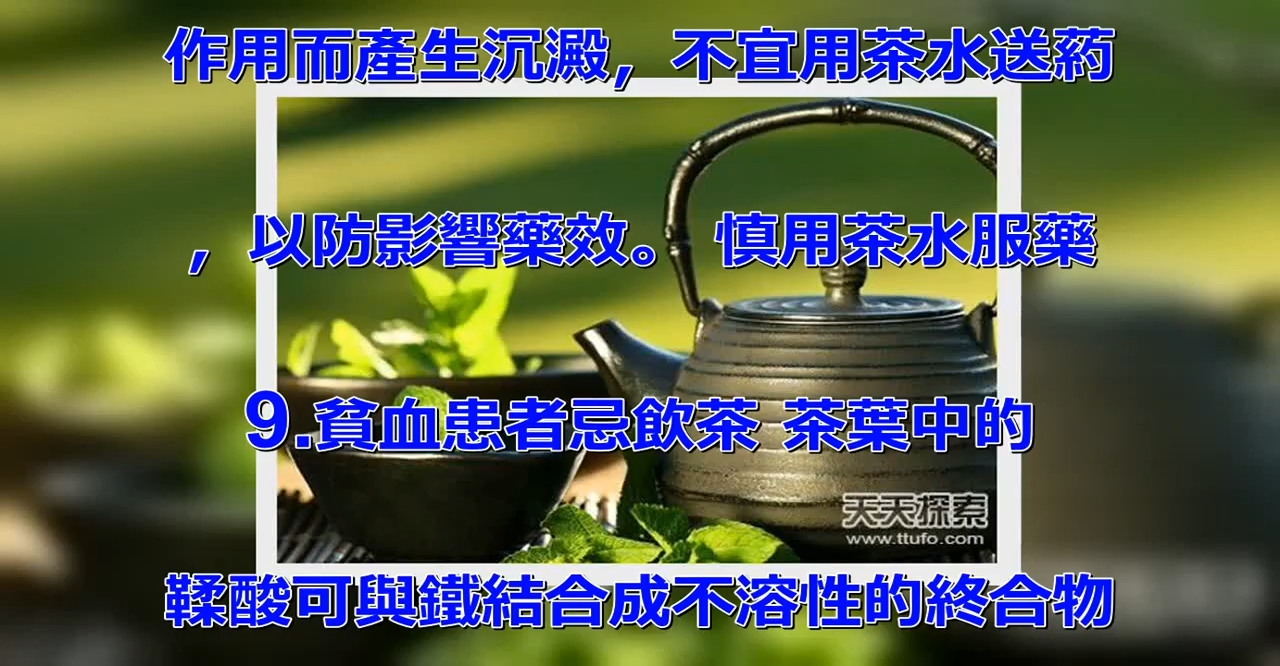 作用而產生沉澱，不宜用茶水送葯
，以防影響藥效。 慎用茶水服藥
9.貧血患者忌飲茶 茶葉中的
鞣酸可與鐵結合成不溶性的終合物
天天探索
www.ttufo.com